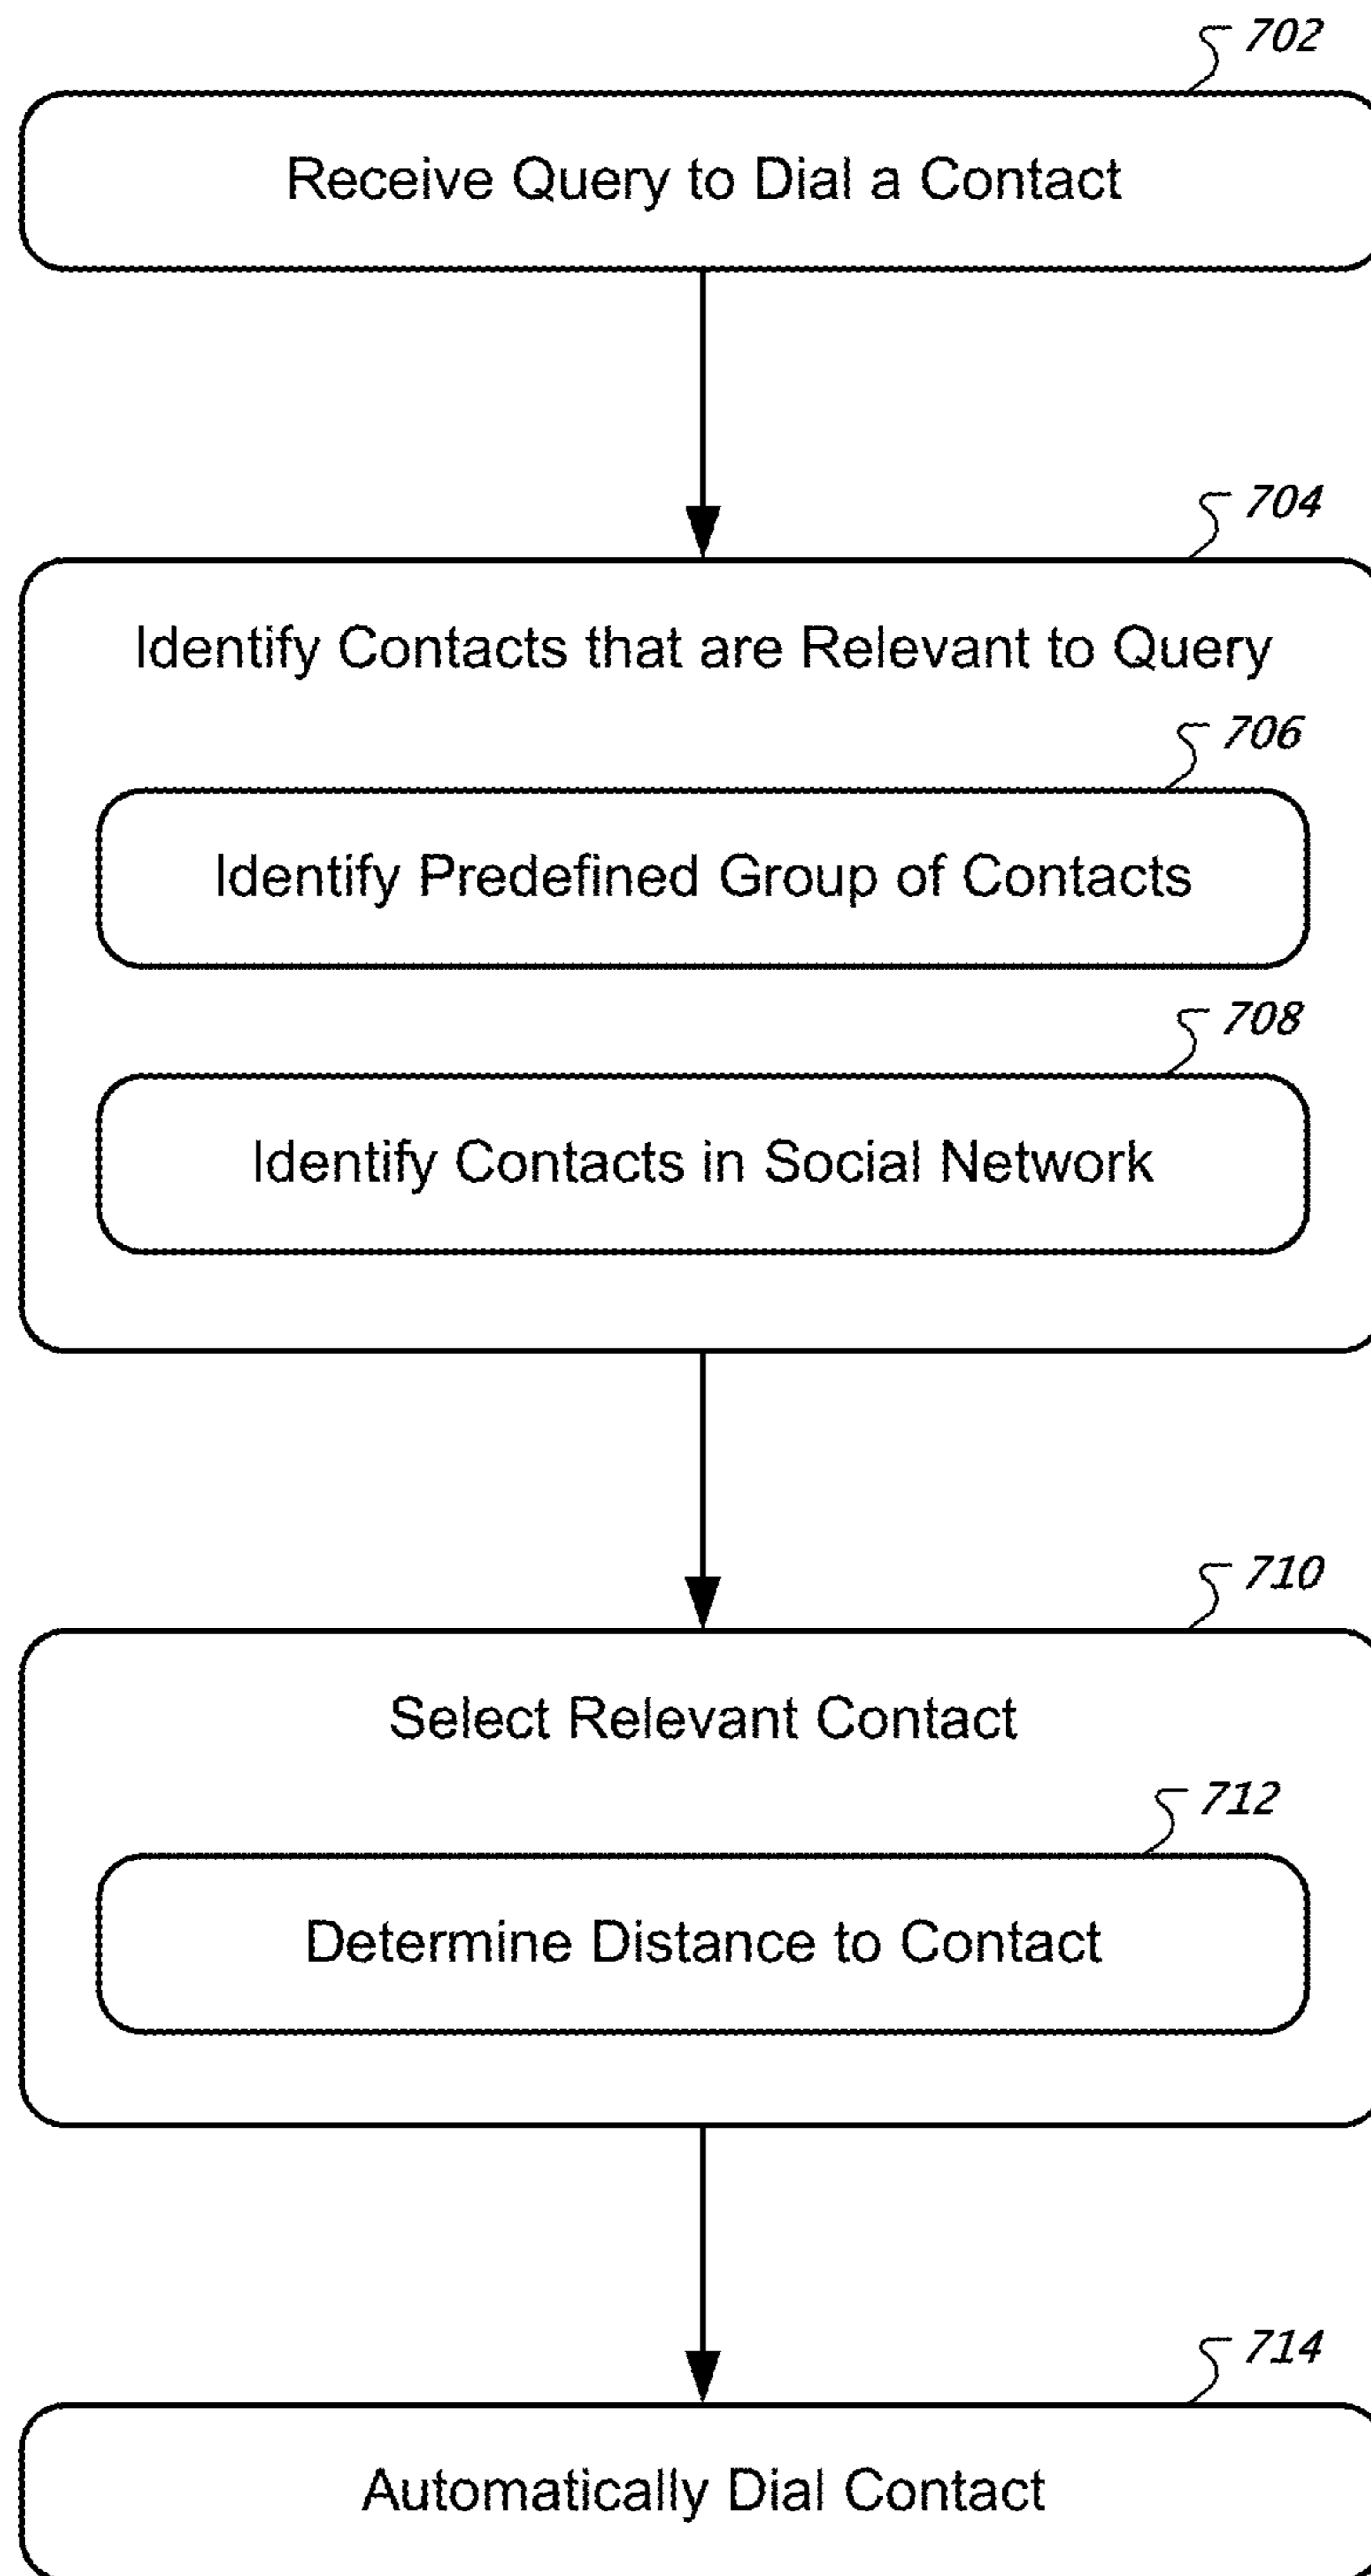 702
Receive Query to Dial a Contact
704
Identify Contacts that are Relevant to Query
706
Identify Predefined Group of Contacts
708
Identify Contacts in Social Network
710
Select Relevant Contact
712
Determine Distance to Contact
714
Automatically Dial Contact